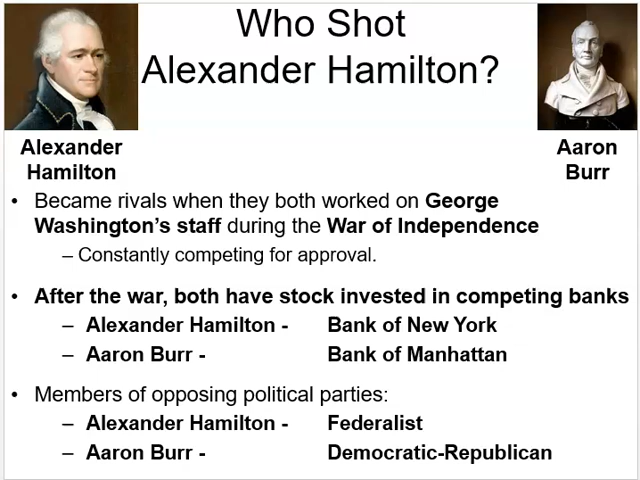 Who Shot
Alexander Hamilton?
Alexander
Hamilton
Aaron
Burr
• Became rivals when they both worked on George
Washington's staff during the War of Independence
– Constantly competing for approval.
• After the war, both have stock invested in competing banks
– Alexander Hamilton - Bank of New York
– Aaron Burr - Bank of Manhattan
• Members of opposing political parties:
– Alexander Hamilton - Federalist
– Aaron Burr - Democratic-Republican